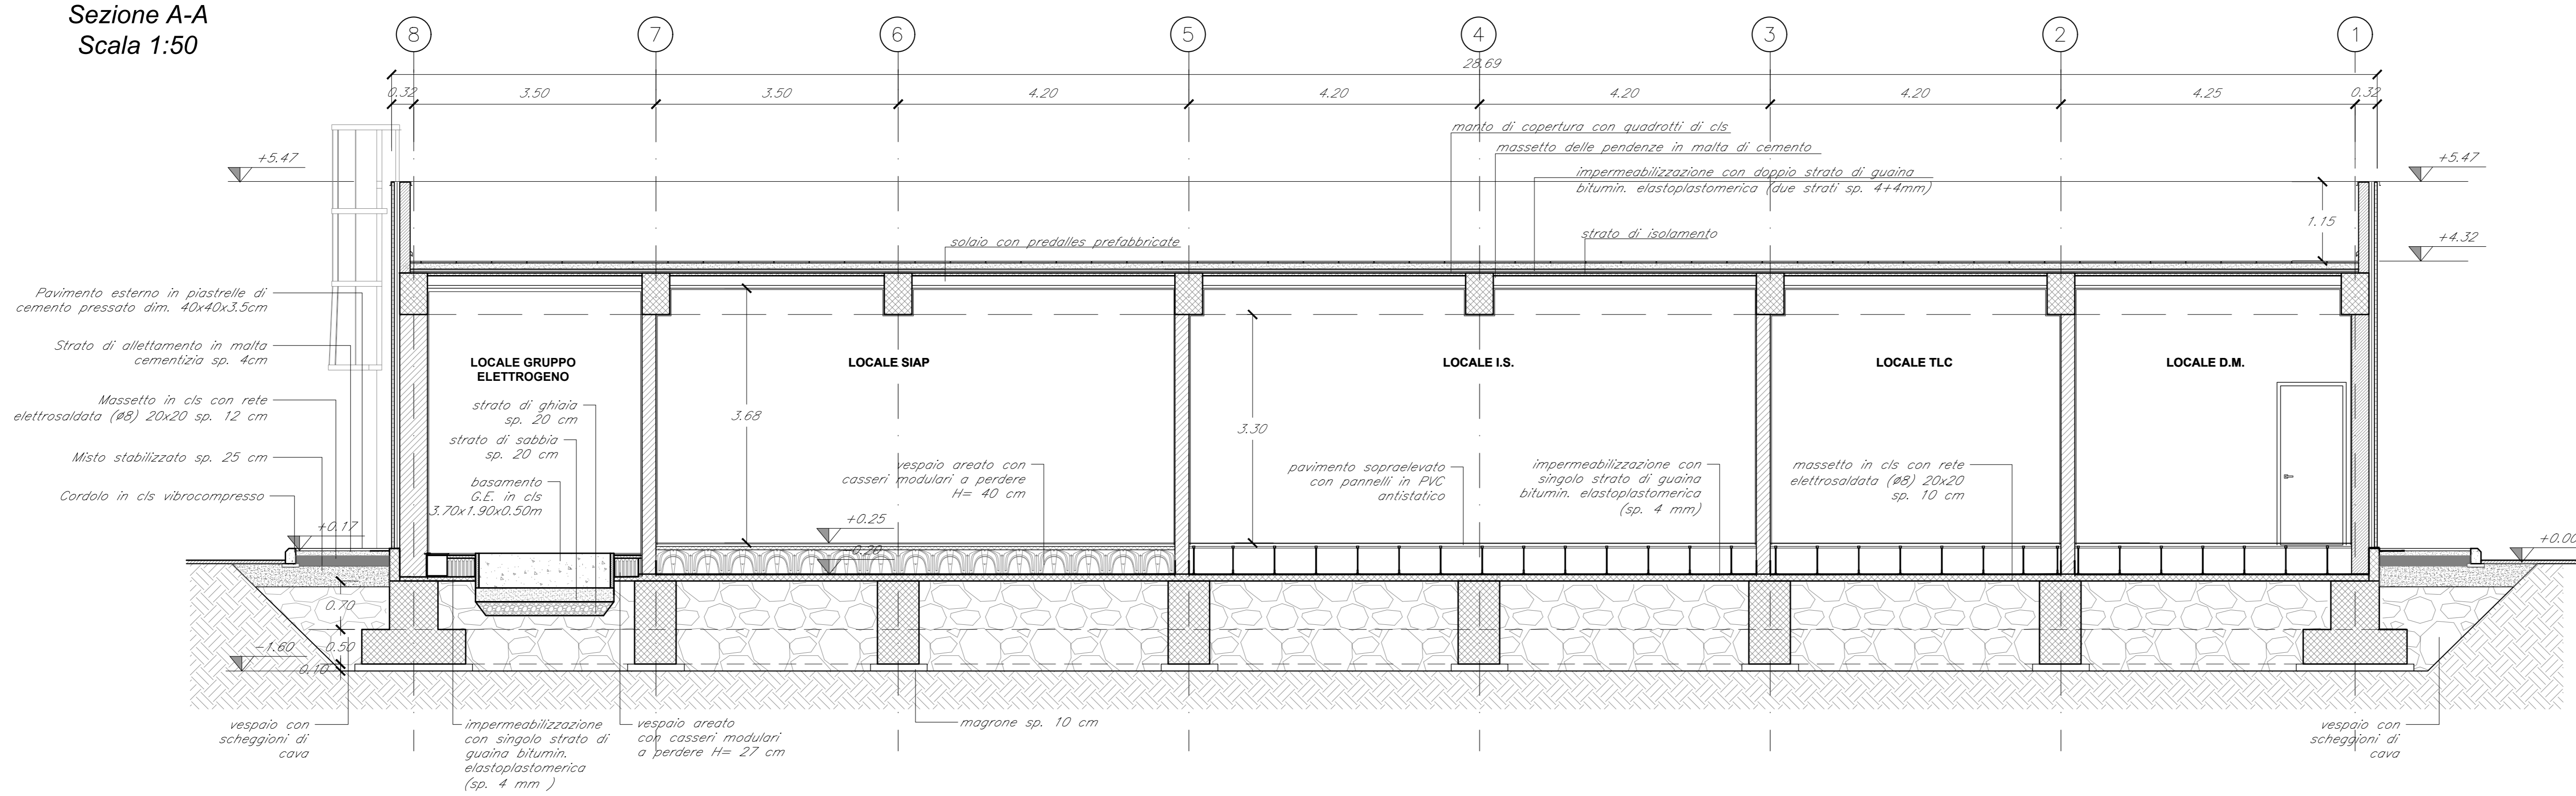 Sezione A-A
Scala 1:50
8
7
6
5
4
3
2
1
28.69
0.32
3.50
3.50
4.20
4.20
4.20
4.20
4.25
0.32
manto di copertura con quadrotti di cls
massetto delle pendenze in malta di cemento
impermeabilizzazione con doppio strato di guaina
bitumin. elastoplastomerica (due strati sp. 4+4mm)
strato di isolamento
solaio con predalles prefabbricate
+5.47
+5.47
1.15
+4.32
Pavimento esterno in piastrelle di
cemento pressato dim. 40x40x3.5cm
Strato di allettamento in malta
cementizia sp. 4cm
Massetto in cls con rete
elettrosaldata (ø8) 20x20 sp. 12 cm
Misto stabilizzato sp. 25 cm
Cordolo in cls vibrocompresso
+0.17
LOCALE GRUPPO
ELETTROGENO
LOCALE SIAP
LOCALE I.S.
LOCALE TLC
LOCALE D.M.
strato di ghiaia
sp. 20 cm
strato di sabbia
sp. 20 cm
basamento
G.E. in cls
3.70x1.90x0.50m
3.68
vespaio areato con
casseri modulari a perdere
H= 40 cm
+0.25
-0.20
3.30
pavimento sopraelevato
con pannelli in PVC
antistatico
impermeabilizzazione con
singolo strato di guaina
bitumin. elastoplastomerica
(sp. 4 mm)
massetto in cls con rete
elettrosaldata (ø8) 20x20
sp. 10 cm
+0.00
0.70
-1.60
0.50
0.10
vespaio con
scheggioni di
cava
impermeabilizzazione
con singolo strato di
guaina bitumin.
elastoplastomerica
(sp. 4 mm )
vespaio areato
con casseri modulari
a perdere H= 27 cm
magrone sp. 10 cm
vespaio con
scheggioni di
cava